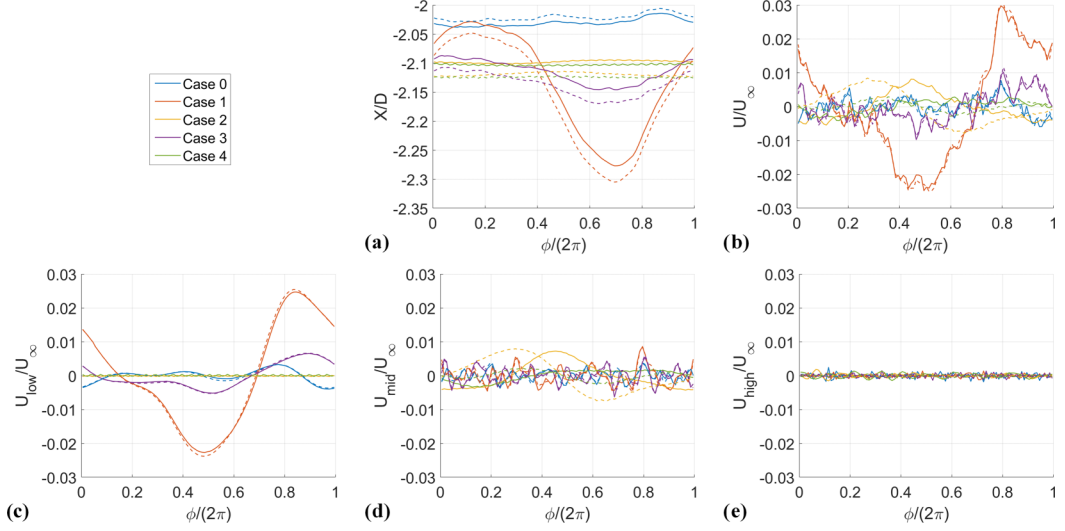 Case 0
Case 1
Case 2
Case 3
Case 4
X/D
-2
-2.05
-2.1
-2.15
-2.2
-2.25
-2.3
-2.35
0 0.2 0.4 0.6 0.8 1
ϕ/(2π)
(a)
U/U∞
0.03
0.02
0.01
0
-0.01
-0.02
-0.03
0 0.2 0.4 0.6 0.8 1
ϕ/(2π)
(b)
U_low/U∞
0.03
0.02
0.01
0
-0.01
-0.02
-0.03
0 0.2 0.4 0.6 0.8 1
ϕ/(2π)
(c)
U_mid/U∞
0.03
0.02
0.01
0
-0.01
-0.02
-0.03
0 0.2 0.4 0.6 0.8 1
ϕ/(2π)
(d)
U_high/U∞
0.03
0.02
0.01
0
-0.01
-0.02
-0.03
0 0.2 0.4 0.6 0.8 1
ϕ/(2π)
(e)